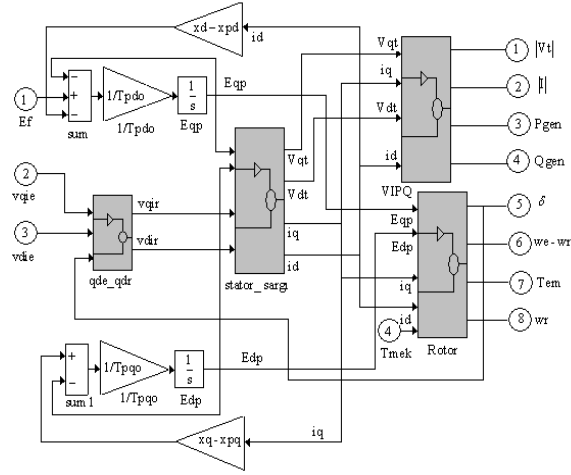 xd-xpd
id
Vqt
1
|Vt|
iq
2
|I|
1
Ef
sum
1/Tpdo
1/Tpdo
1
s
Eqp
Eqp
Vdt
3
Pgen
id
4
Qgen
VIPQ
2
vqie
3
vdie
qde_qdr
vqir
vdir
Vqt
Vdt
iq
id
stator_sargı
Eqp
Edp
iq
id
4
Tmek
Rotor
5
δ
6
we-wr
7
Tem
8
wr
sum1
1/Tpqo
1/Tpqo
1
s
Edp
Edp
xq-xpq
iq